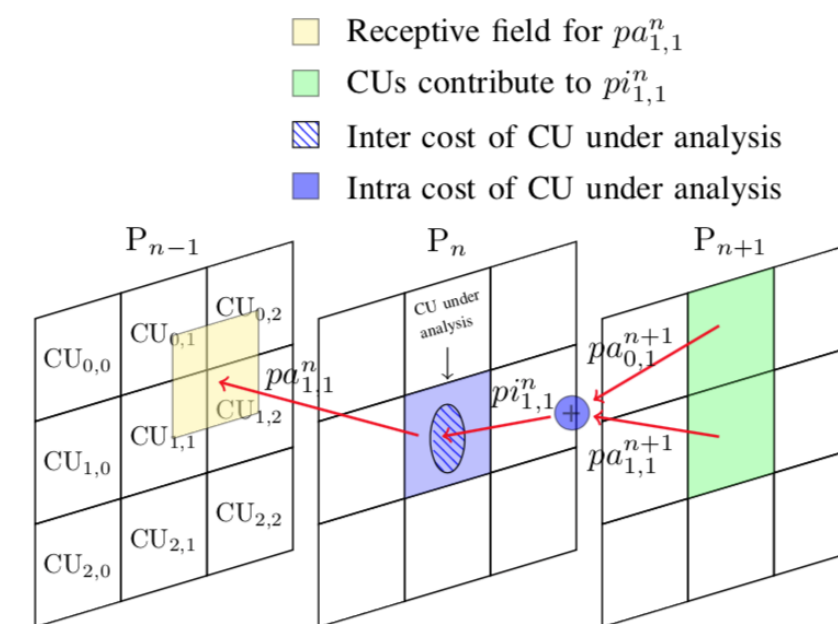 Receptive field for pa^n_{1,1}
CUs contribute to pi^n_{1,1}
Inter cost of CU under analysis
Intra cost of CU under analysis
P_{n−1}
P_n
P_{n+1}
CU_{0,0}
CU_{0,1}
CU_{0,2}
CU_{1,0}
CU_{1,1}
CU_{1,2}
CU_{2,0}
CU_{2,1}
CU_{2,2}
pa^n_{1,1}
CU under
analysis
pi^n_{1,1}
+
pa^{n+1}_{0,1}
pa^{n+1}_{1,1}